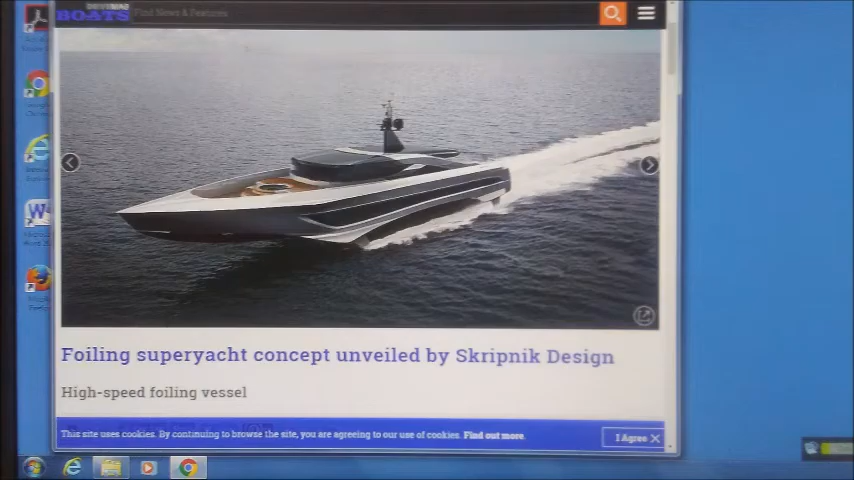 BOATS
Find News & Features
Foiling superyacht concept unveiled by Skripnik Design
High-speed foiling vessel
This site uses cookies. By continuing to browse the site, you are agreeing to our use of cookies. Find out more.
I Agree